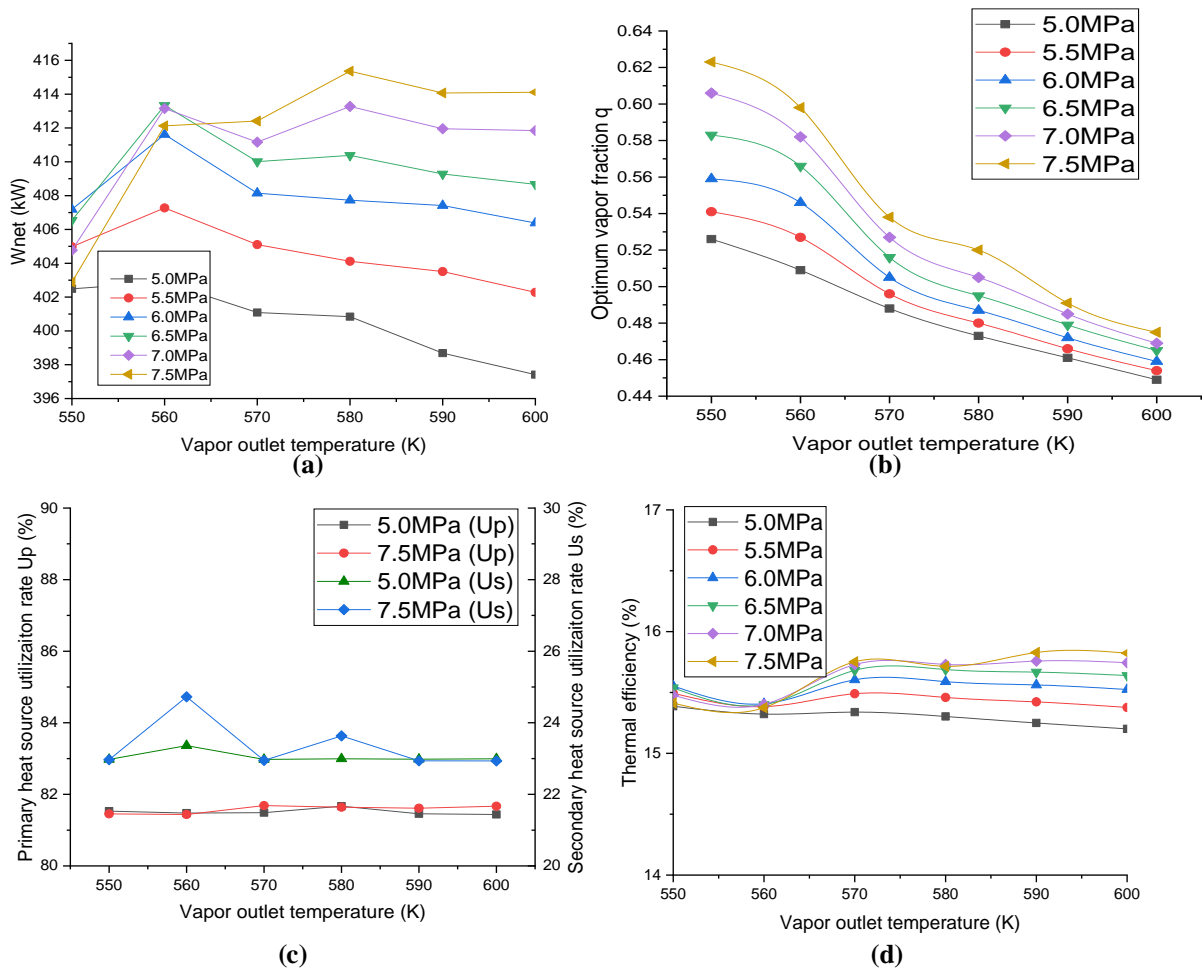 416
414
412
410
408
406
404
402
400
398
396
Wnet (kW)
5.0MPa
5.5MPa
6.0MPa
6.5MPa
7.0MPa
7.5MPa
550 560 570 580 590 600
Vapor outlet temperature (K)
(a)
0.64
0.62
0.60
0.58
0.56
0.54
0.52
0.50
0.48
0.46
0.44
Optimum vapor fraction q
5.0MPa
5.5MPa
6.0MPa
6.5MPa
7.0MPa
7.5MPa
550 560 570 580 590 600
Vapor outlet temperature (K)
(b)
90
88
86
84
82
80
Primary heat source utilizaiton rate Up (%)
5.0MPa (Up)
7.5MPa (Up)
5.0MPa (Us)
7.5MPa (Us)
30
28
26
24
22
20
Secondary heat source utilizaiton rate Us (%)
550 560 570 580 590 600
Vapor outlet temperature (K)
(c)
17
16
15
14
Thermal efficiency (%)
5.0MPa
5.5MPa
6.0MPa
6.5MPa
7.0MPa
7.5MPa
550 560 570 580 590 600
Vapor outlet temperature (K)
(d)